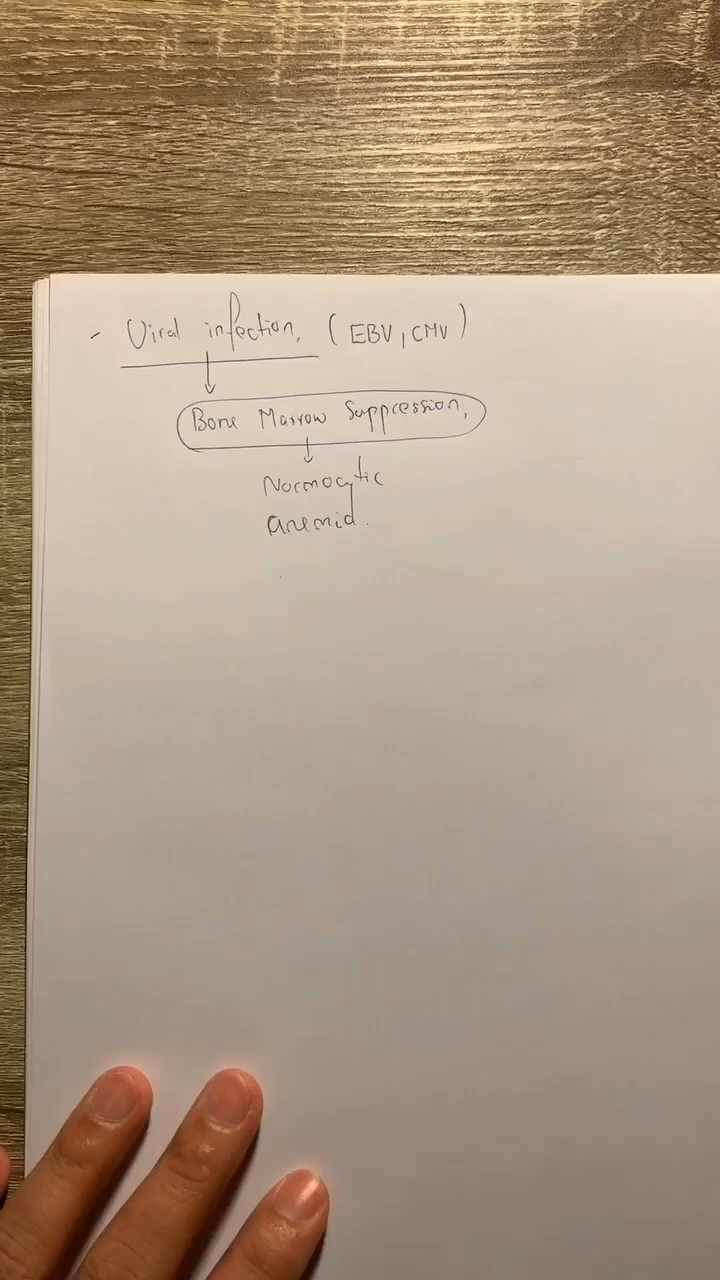 - Viral infection, (EBV, CMV)
Bone Marrow Suppression,
Normocytic
anemia.